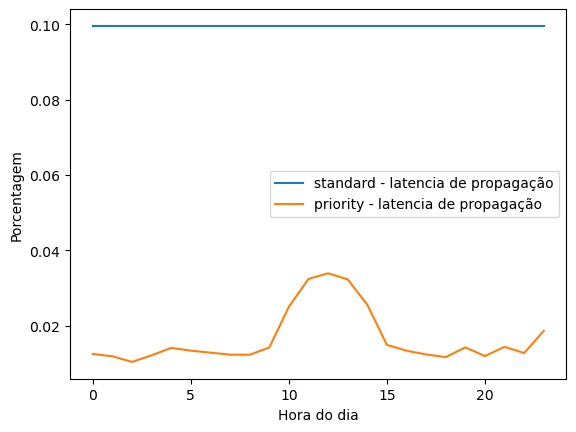 0.10
0.08
0.06
0.04
0.02
Porcentagem
standard - latencia de propagação
priority - latencia de propagação
0 5 10 15 20
Hora do dia